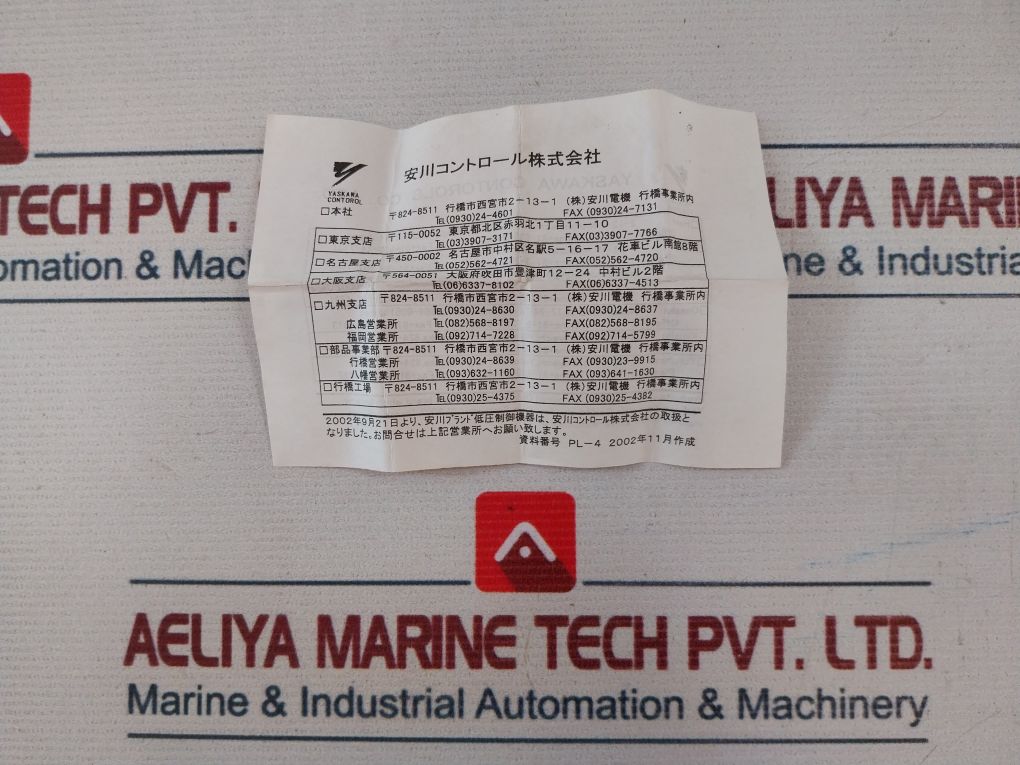 安川コントロール株式会社
YASKAWA
CONTOROL
□本社 〒824-8511 行橋市西宮市2-13-1 (株)安川電機 行橋事業所内
TEL(0930)24-4601 FAX (0930)24-7131
□東京支店 〒115-0052 東京都北区赤羽北1丁目11-10
TEL(03)3907-3171 FAX(03)3907-7766
□名古屋支店 〒450-0002 名古屋市中村区名駅5-16-17 花車ビル南館8階
TEL(052)562-4721 FAX(052)562-4720
□大阪支店 〒564-0051 大阪府吹田市豊津町12-24 中村ビル2階
TEL(06)6337-8102 FAX(06)6337-4513
□九州支店 〒824-8511 行橋市西宮市2-13-1 (株)安川電機 行橋事業所内
TEL(0930)24-8630 FAX(0930)24-8637
広島営業所 TEL(082)568-8197 FAX(082)568-8195
福岡営業所 TEL(092)714-7228 FAX(092)714-5799
□部品事業部 〒824-8511 行橋市西宮市2-13-1 (株)安川電機 行橋事業所内
行橋営業所 TEL(0930)24-8639 FAX (0930)23-9915
八幡営業所 TEL(093)632-1160 FAX (093)641-1630
□行橋工場 〒824-8511 行橋市西宮市2-13-1 (株)安川電機 行橋事業所内
TEL(0930)25-4375 FAX (0930)25-4382
2002年9月21日より、安川ブランド低圧制御機器は、安川コントロール株式会社の取扱と
なりました。お問合せは上記営業所へお願い致します。
資料番号 PL-4 2002年11月作成
TECH PVT.
omation & Mach
LIYA MARINE
ne & Industrial
AELIYA MARINE TECH PVT. LTD.
Marine & Industrial Automation & Machinery